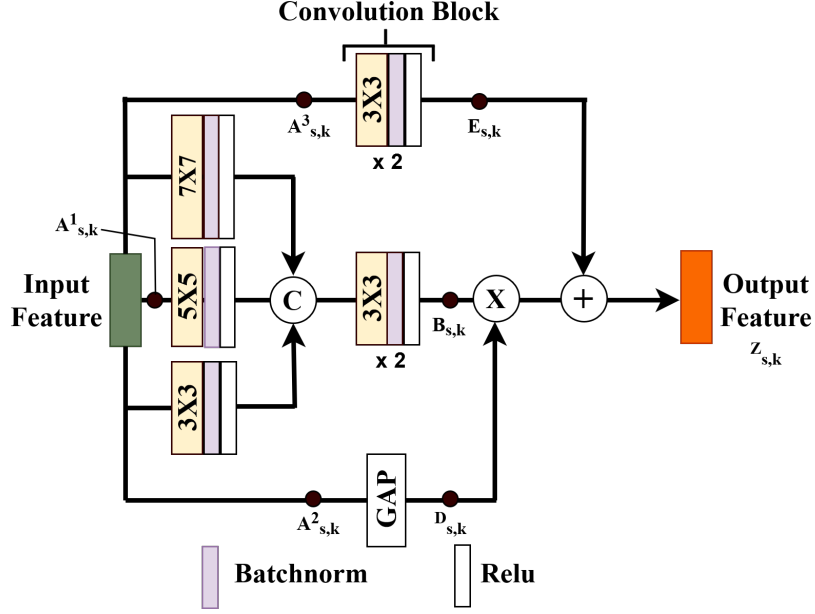 Convolution Block
3X3
A³s,k
Es,k
x 2
7X7
A¹s,k
Input
Feature
5X5
C
3X3
Bs,k
X
+
Output
Feature
Zs,k
x 2
3X3
A²s,k
GAP
Ds,k
Batchnorm
Relu